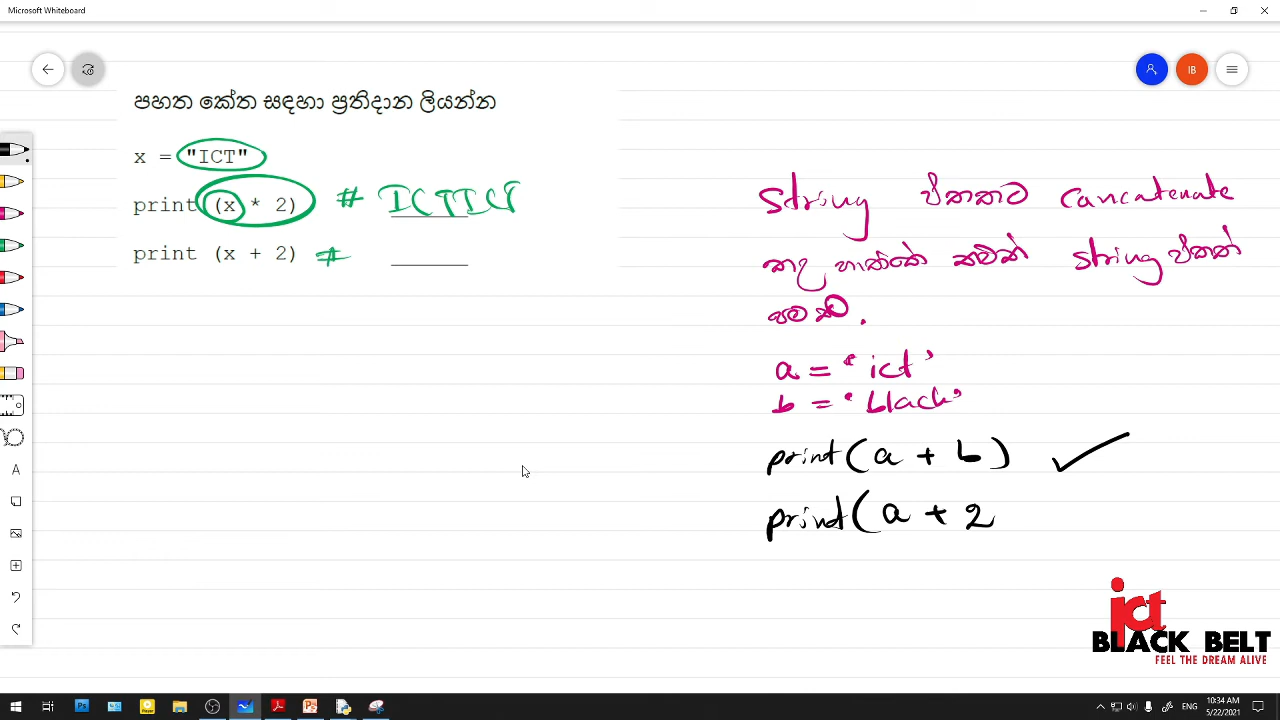 Microsoft Whiteboard
IB
පහත කේත සඳහා ප්‍රතිදාන ලියන්න
x = "ICT"
print (x * 2) # ICTICT
print (x + 2) #
string එකකට concatenate
කළ හැක්කේ තවත් string එකක්
පමණි.
a = 'ict'
b = 'black'
print(a + b) ✓
print(a + 2
ict
BLACK BELT
FEEL THE DREAM ALIVE
ENG
10:34 AM
5/22/2021